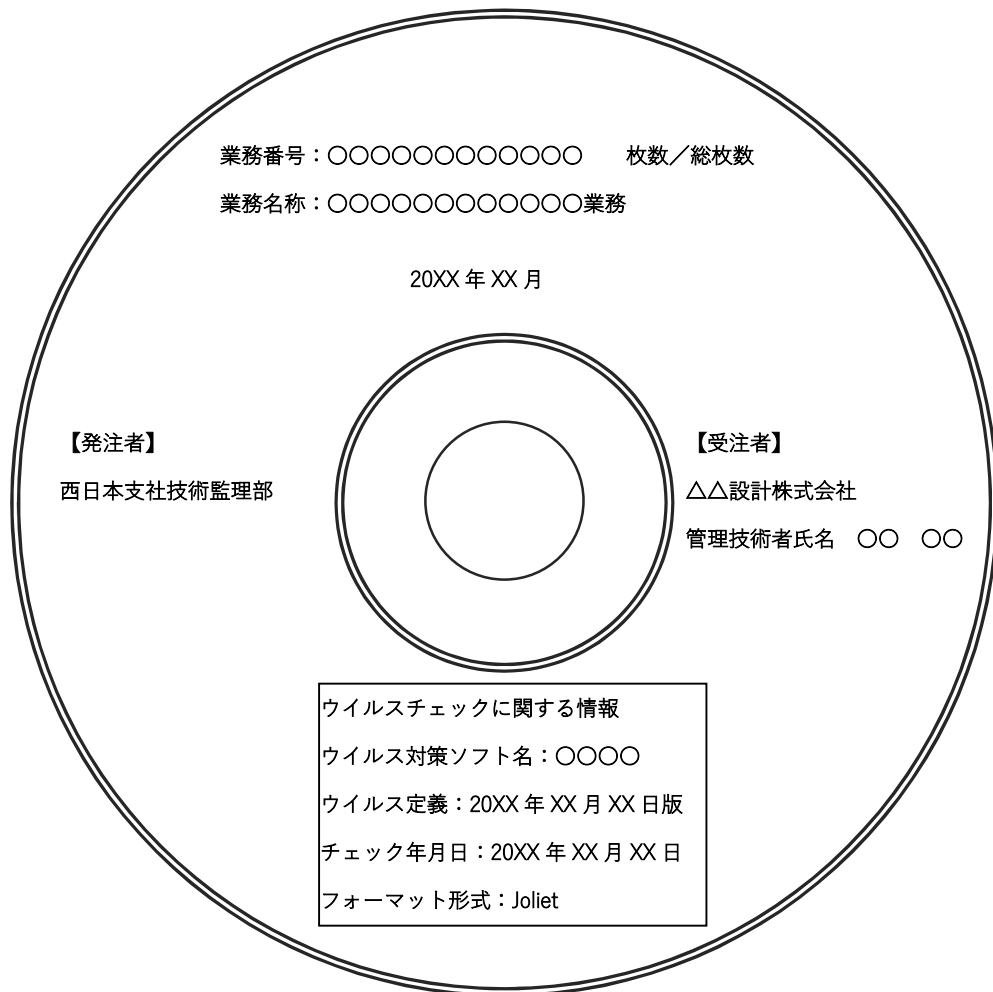 業務番号：○○○○○○○○○○○○　枚数／総枚数
業務名称：○○○○○○○○○○○○業務
20XX 年 XX 月
【発注者】
西日本支社技術監理部
【受注者】
△△設計株式会社
管理技術者氏名　○○　○○
ウイルスチェックに関する情報
ウイルス対策ソフト名：○○○○
ウイルス定義：20XX 年 XX 月 XX 日版
チェック年月日：20XX 年 XX 月 XX 日
フォーマット形式：Joliet